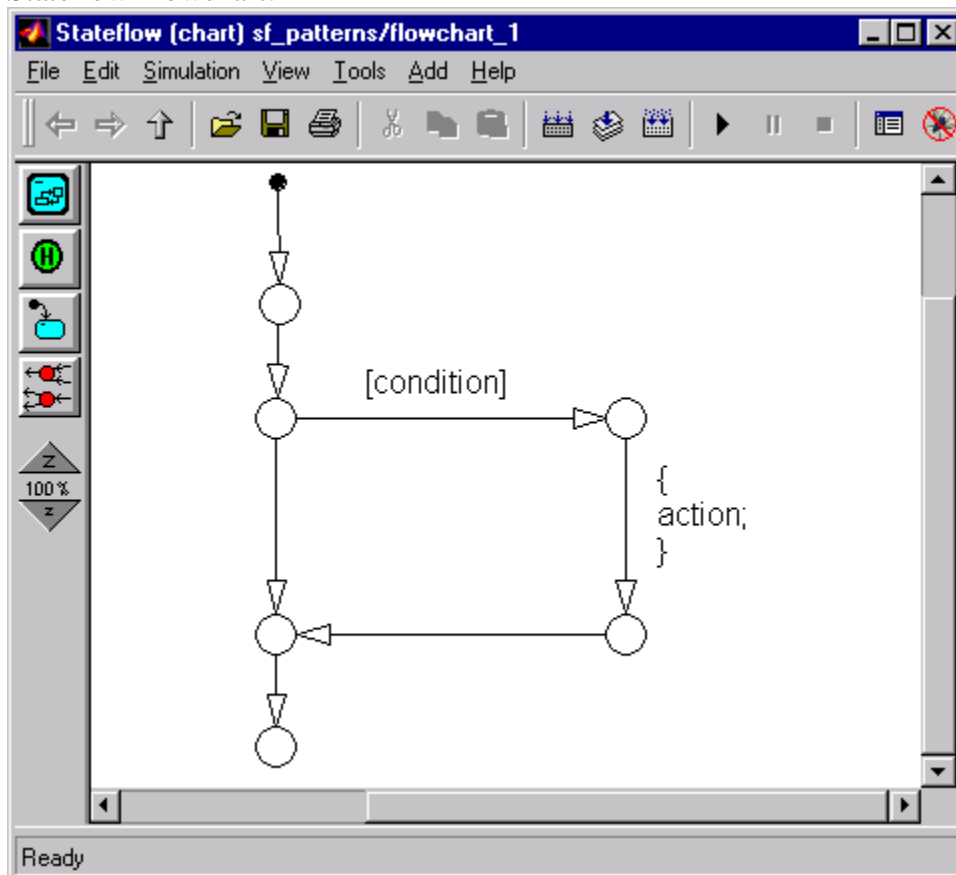 Stateflow (chart) sf_patterns/flowchart_1
File Edit Simulation View Tools Add Help
H
[condition]
Z
100 %
z
{
action;
}
Ready